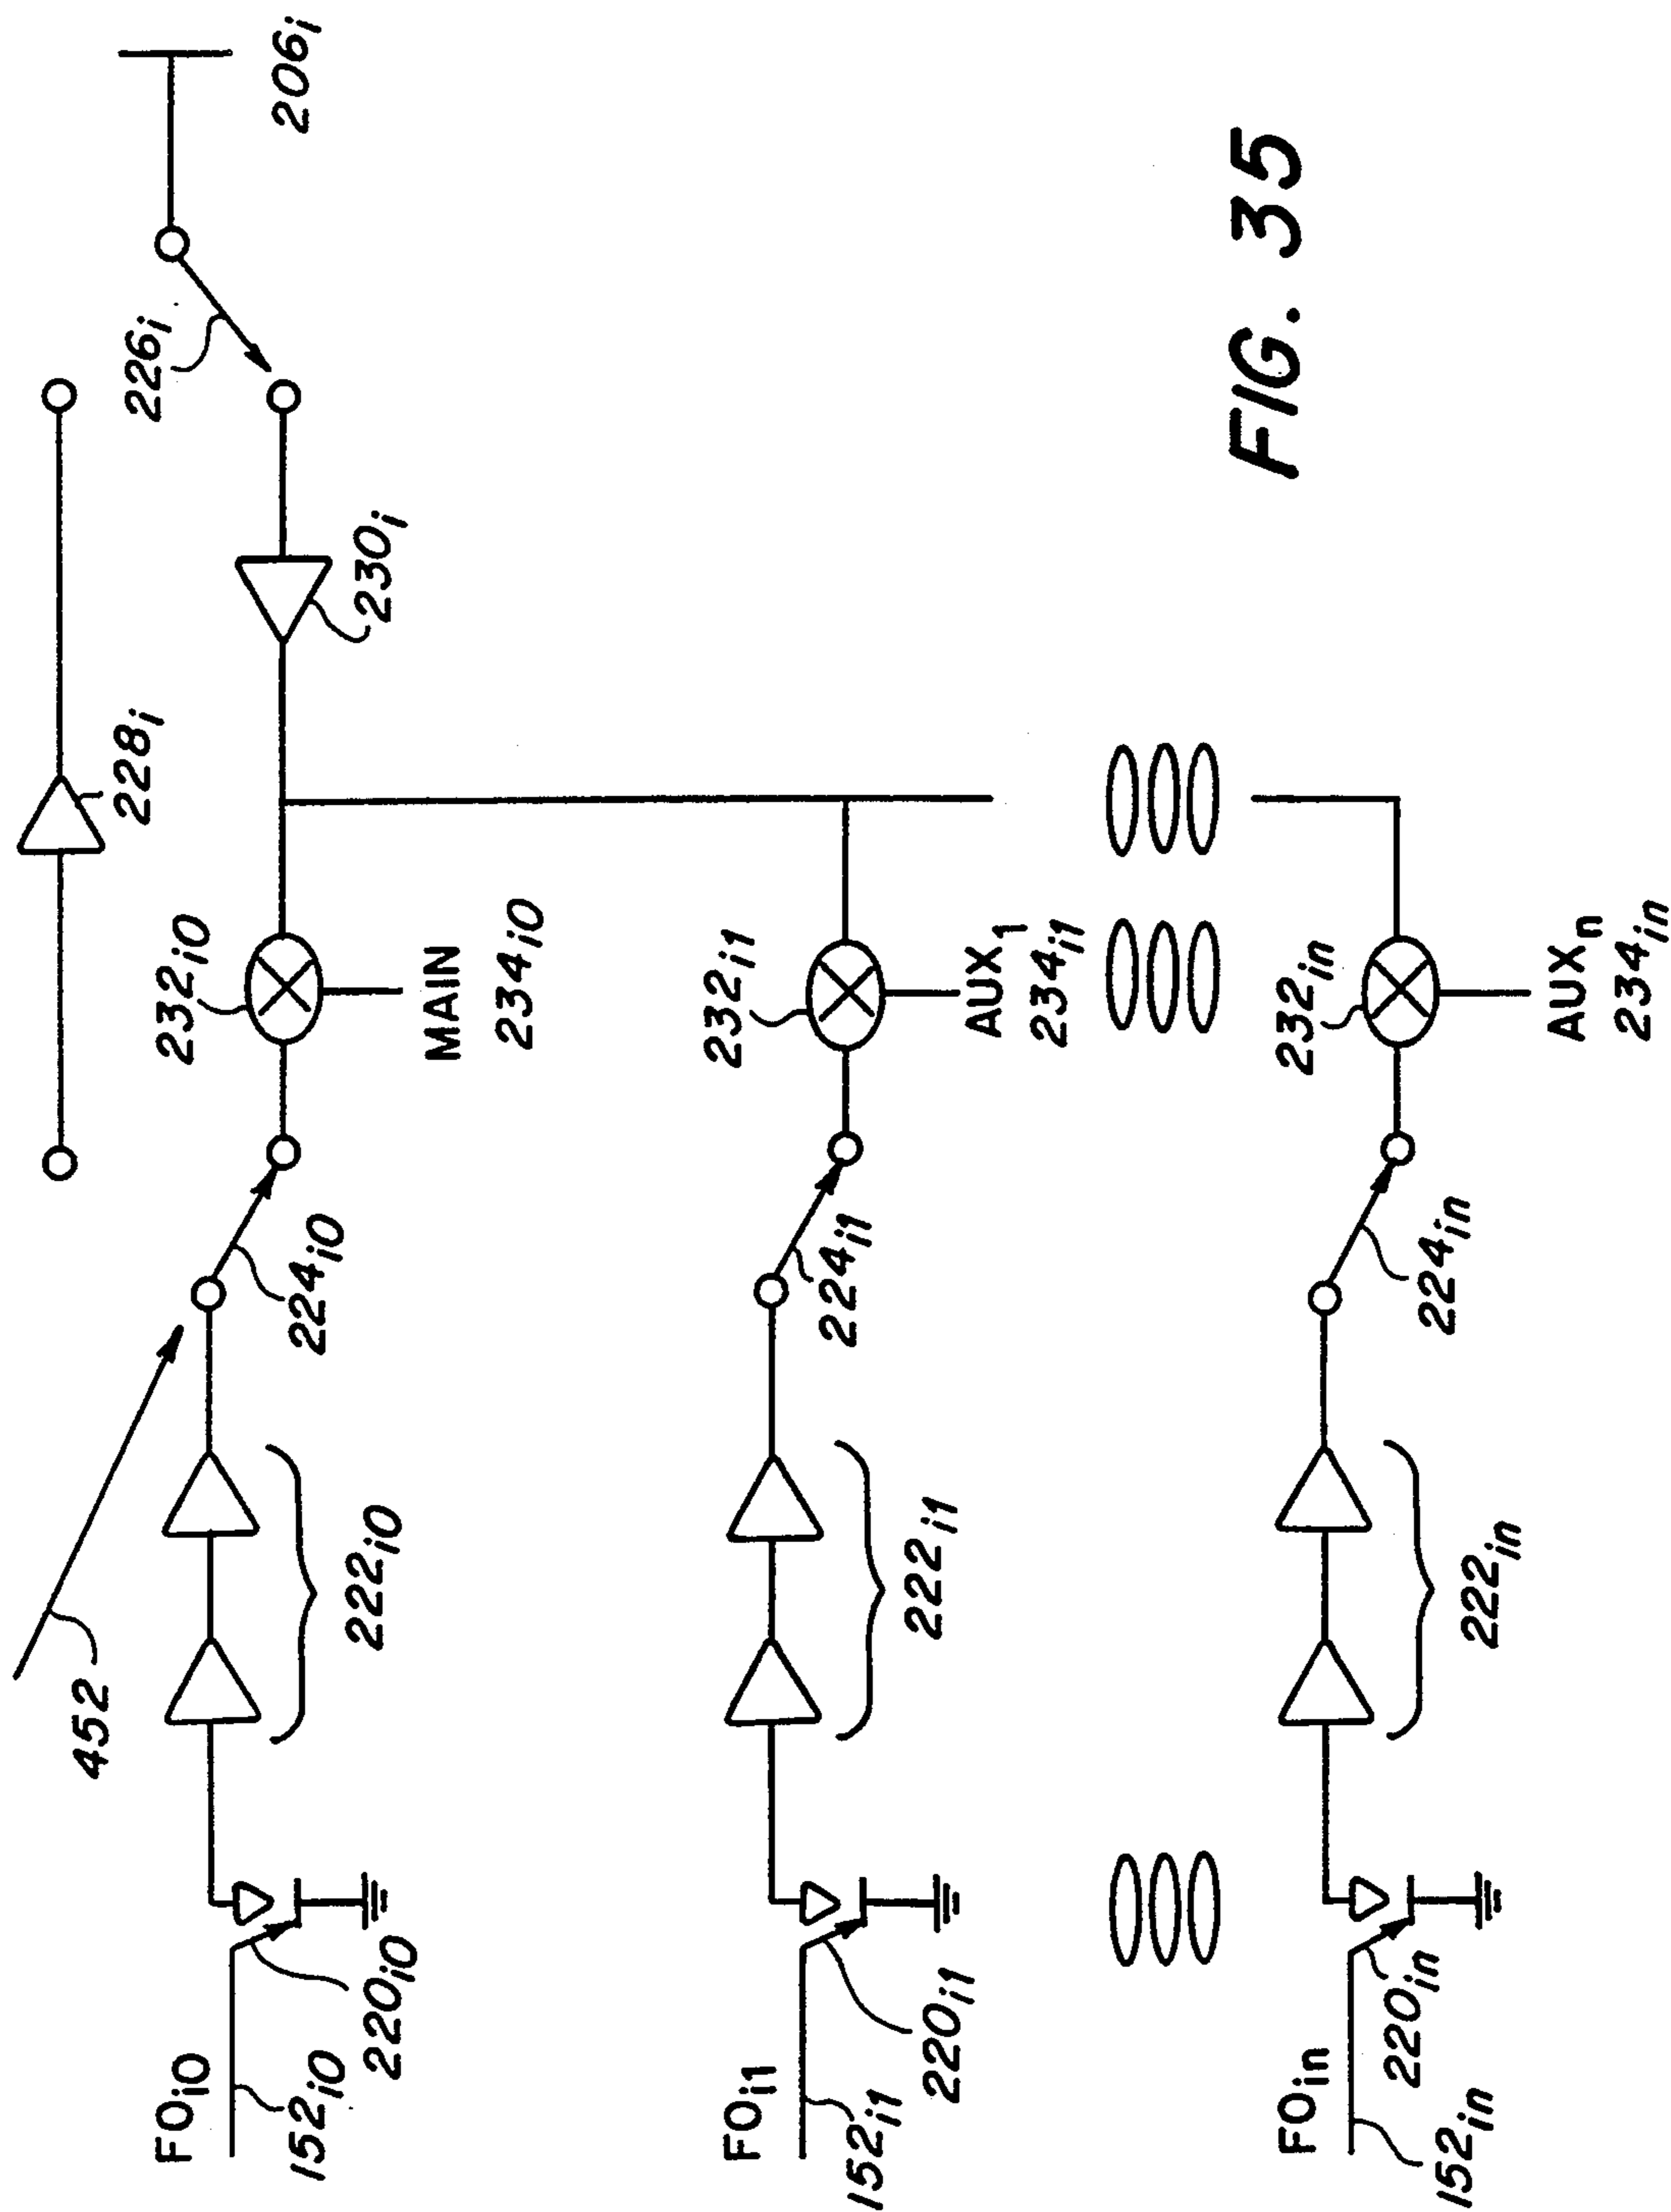 452
228ᵢ
226ᵢ
206ᵢ
FOᵢ₀
152ᵢ₀
220ᵢ₀
222ᵢ₀
224ᵢ₀
232ᵢ₀
MAIN
234ᵢ₀
230ᵢ
FOᵢ₁
152ᵢ₁
220ᵢ₁
222ᵢ₁
224ᵢ₁
232ᵢ₁
AUX₁
234ᵢ₁
FOᵢₙ
152ᵢₙ
220ᵢₙ
222ᵢₙ
224ᵢₙ
232ᵢₙ
AUXₙ
234ᵢₙ
FIG. 35